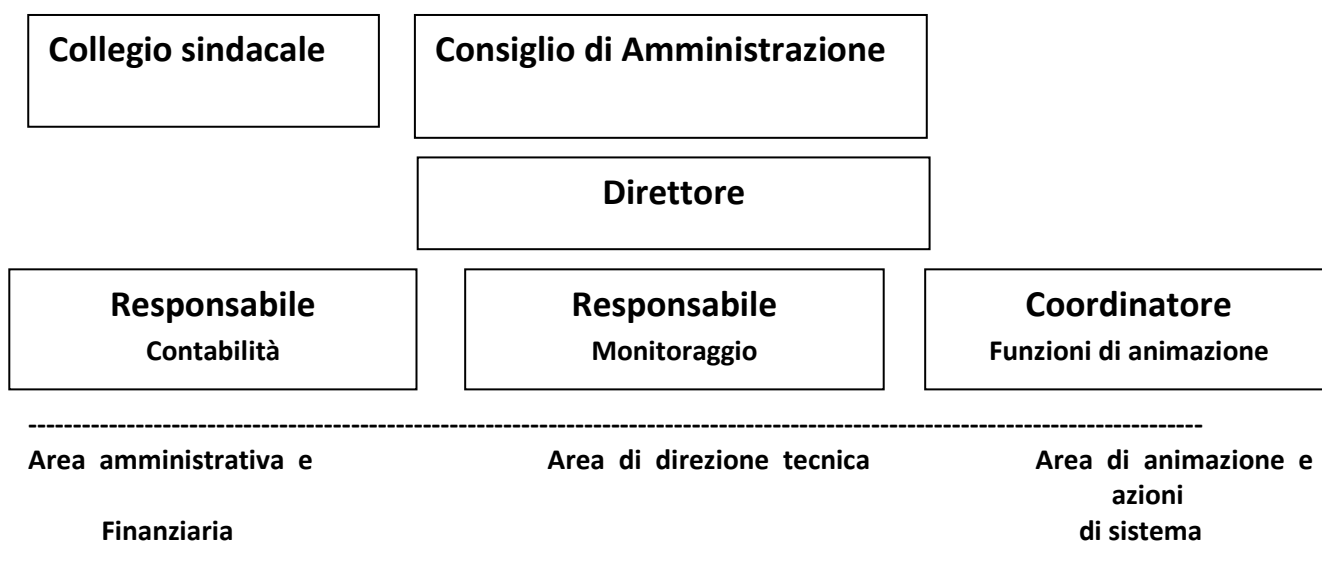 Collegio sindacale
Consiglio di Amministrazione
Direttore
Responsabile
Contabilità
Responsabile
Monitoraggio
Coordinatore
Funzioni di animazione
-----------------------------------------------------------------------------------------------------------------------------------
Area amministrativa e Area di direzione tecnica Area di animazione e
azioni
Finanziaria di sistema